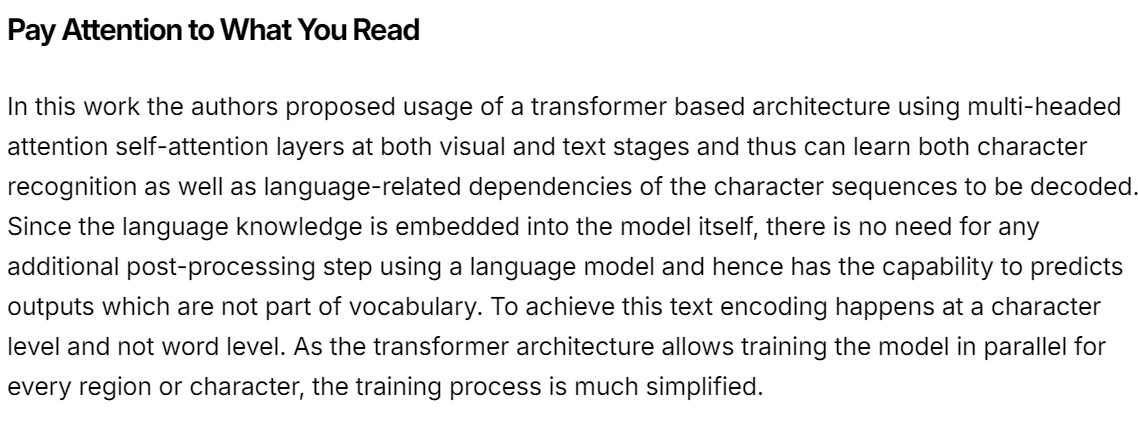 Pay Attention to What You Read
In this work the authors proposed usage of a transformer based architecture using multi-headed
attention self-attention layers at both visual and text stages and thus can learn both character
recognition as well as language-related dependencies of the character sequences to be decoded.
Since the language knowledge is embedded into the model itself, there is no need for any
additional post-processing step using a language model and hence has the capability to predicts
outputs which are not part of vocabulary. To achieve this text encoding happens at a character
level and not word level. As the transformer architecture allows training the model in parallel for
every region or character, the training process is much simplified.